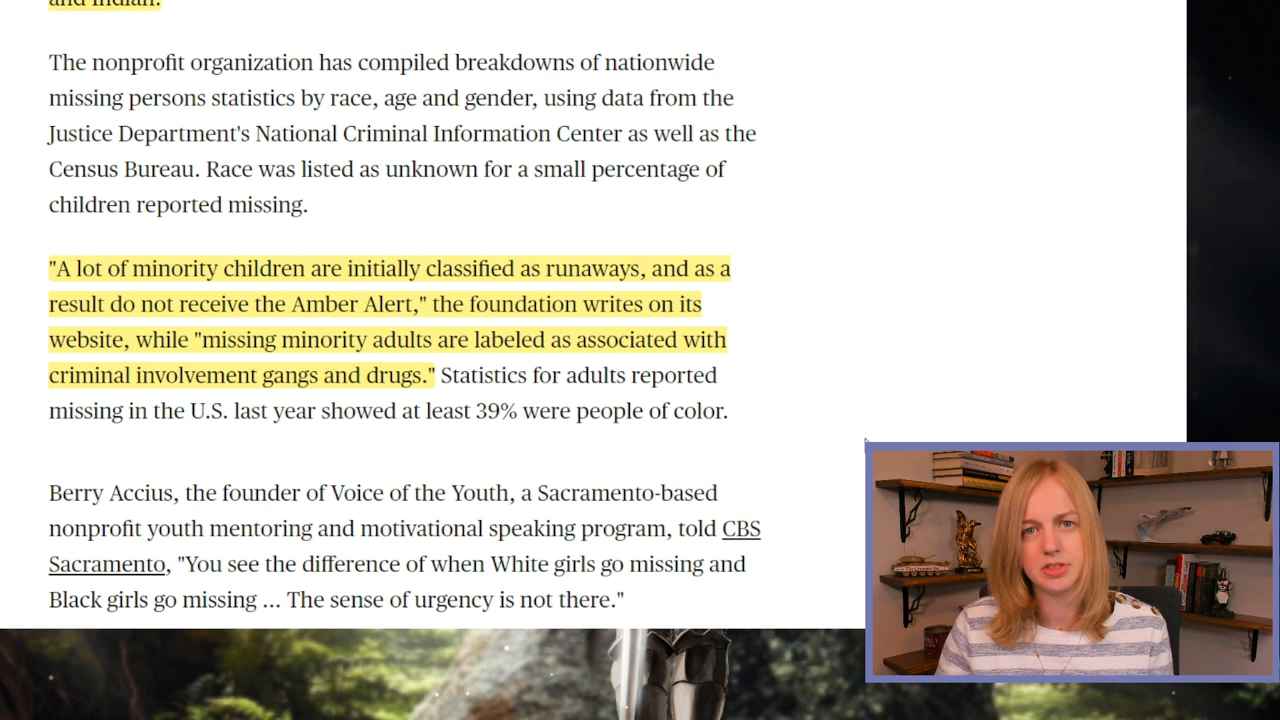 and Indian.
The nonprofit organization has compiled breakdowns of nationwide
missing persons statistics by race, age and gender, using data from the
Justice Department's National Criminal Information Center as well as the
Census Bureau. Race was listed as unknown for a small percentage of
children reported missing.
"A lot of minority children are initially classified as runaways, and as a
result do not receive the Amber Alert," the foundation writes on its
website, while "missing minority adults are labeled as associated with
criminal involvement gangs and drugs." Statistics for adults reported
missing in the U.S. last year showed at least 39% were people of color.
Berry Accius, the founder of Voice of the Youth, a Sacramento-based
nonprofit youth mentoring and motivational speaking program, told CBS
Sacramento, "You see the difference of when White girls go missing and
Black girls go missing ... The sense of urgency is not there."